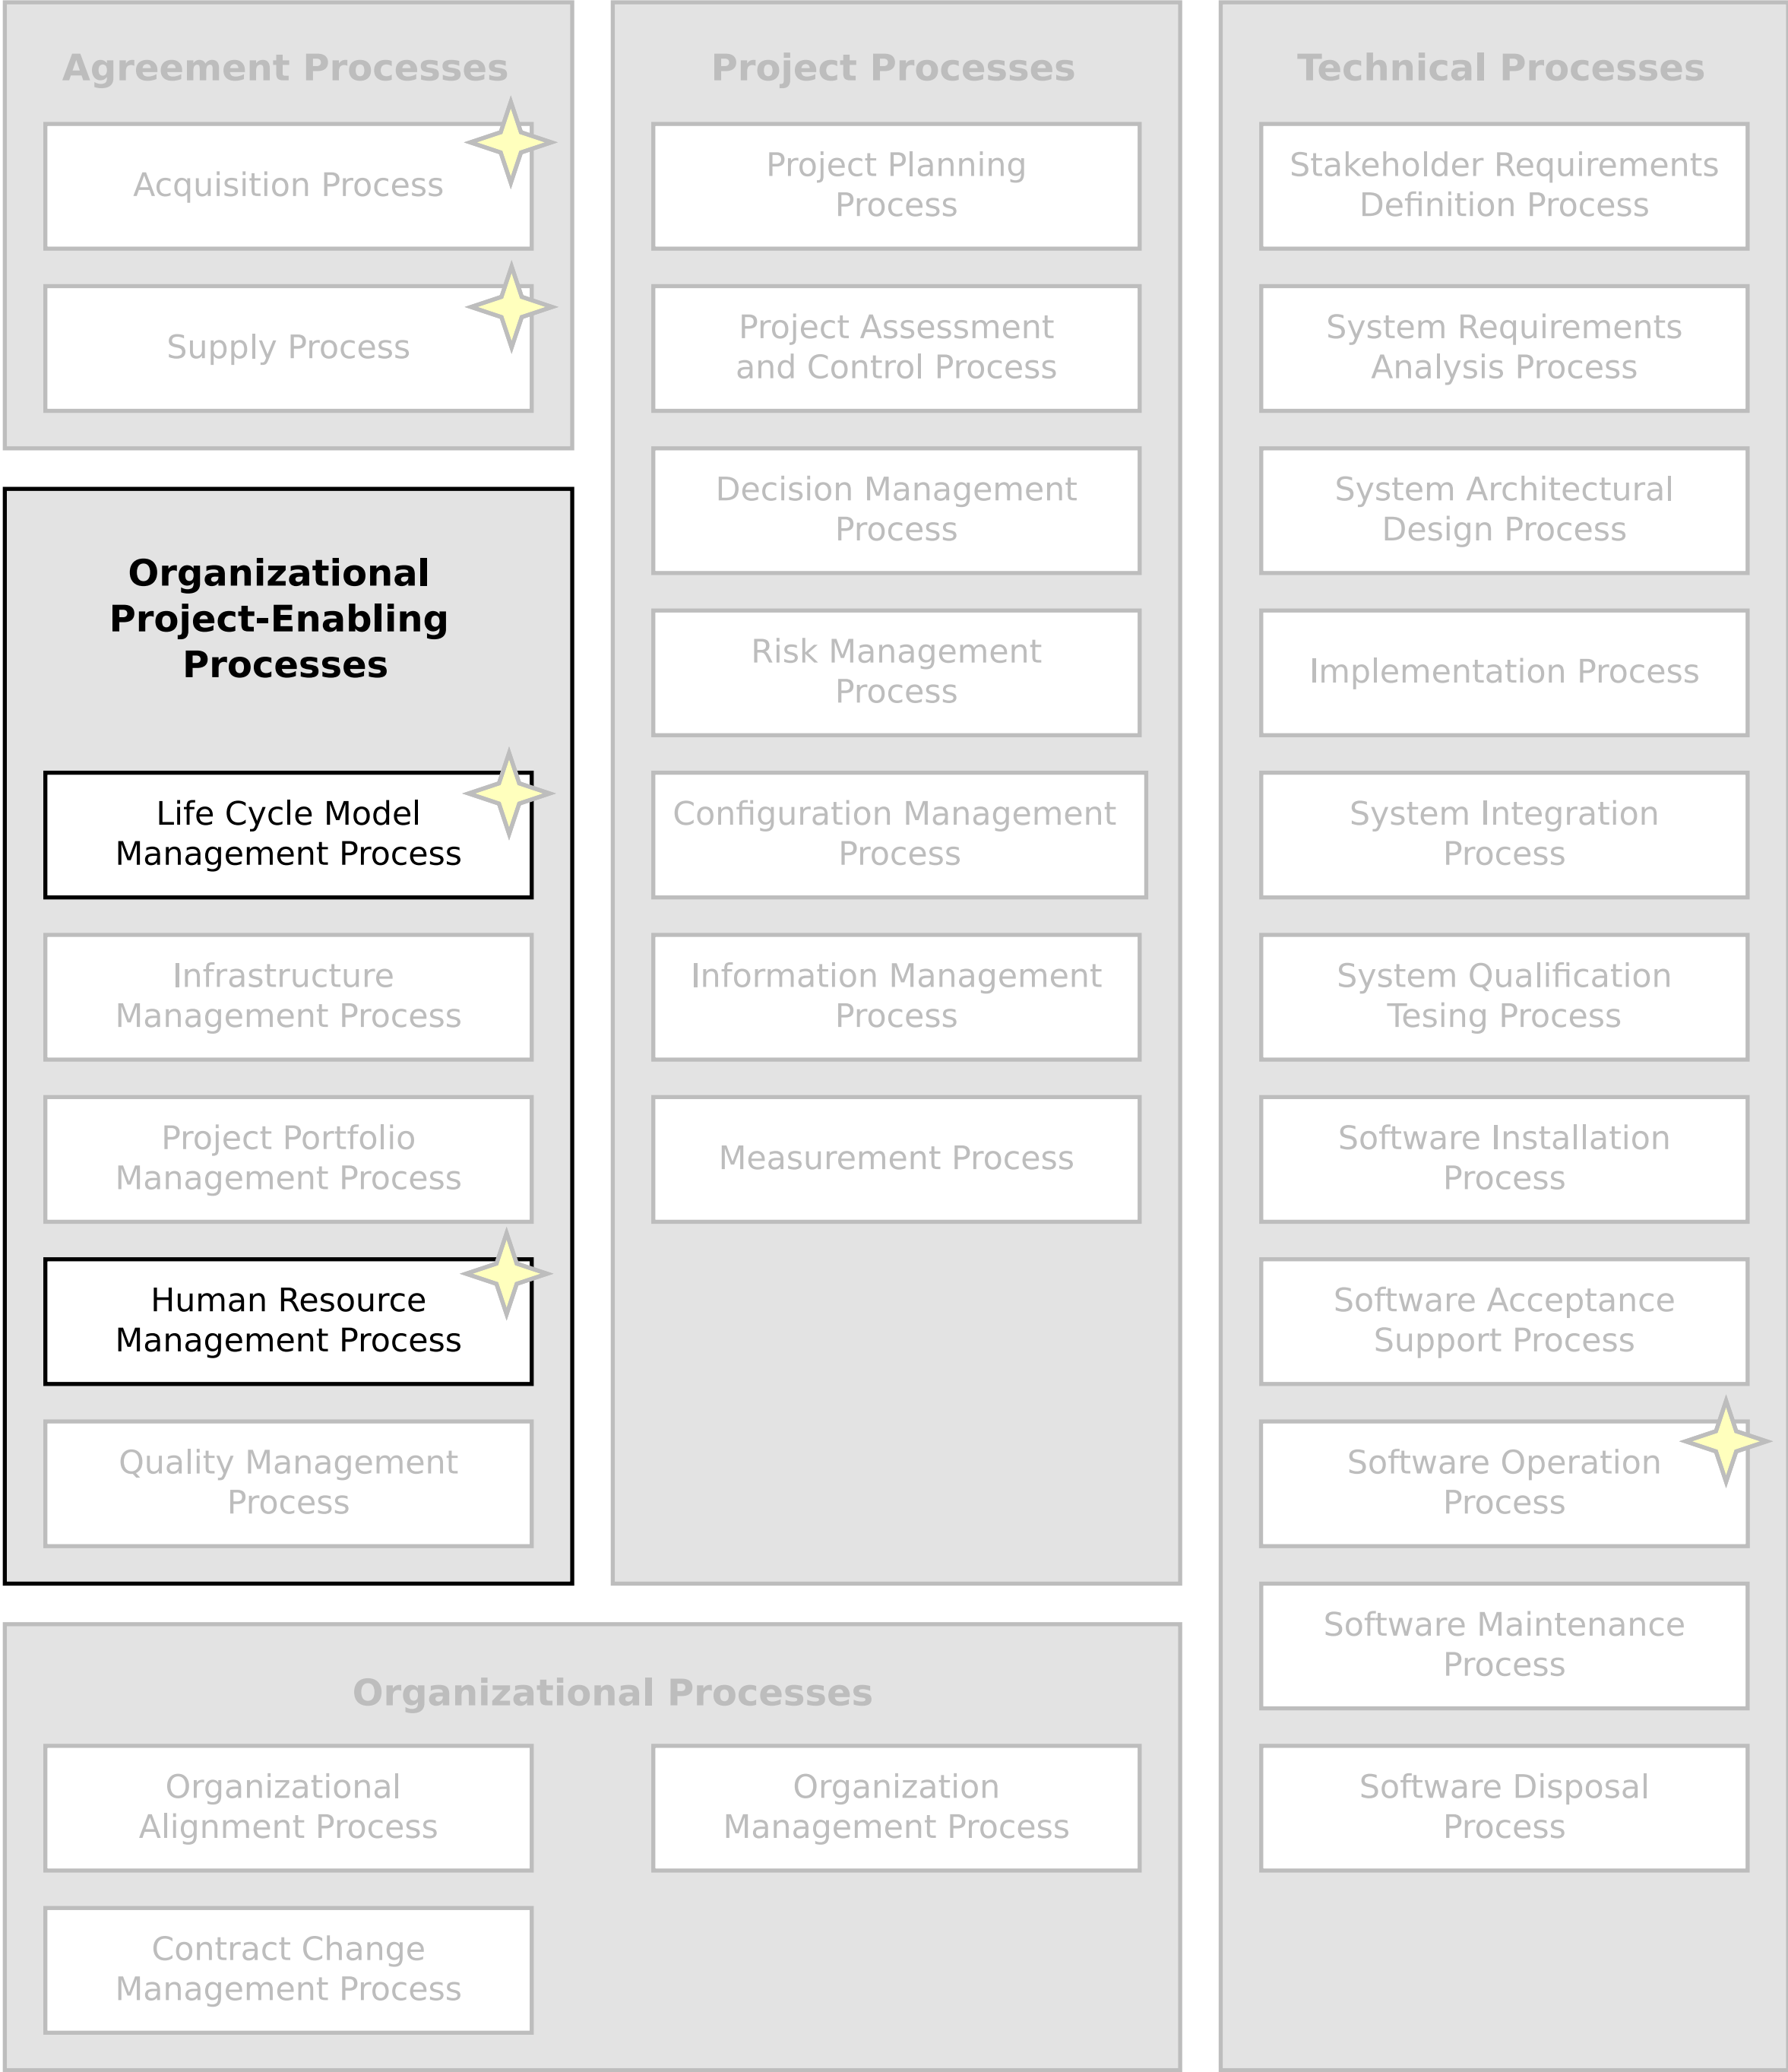 Agreement Processes
Acquisition Process
Supply Process
Organizational
Project-Enabling
Processes
Life Cycle Model
Management Process
Infrastructure
Management Process
Project Portfolio
Management Process
Human Resource
Management Process
Quality Management
Process
Project Processes
Project Planning
Process
Project Assessment
and Control Process
Decision Management
Process
Risk Management
Process
Configuration Management
Process
Information Management
Process
Measurement Process
Technical Processes
Stakeholder Requirements
Definition Process
System Requirements
Analysis Process
System Architectural
Design Process
Implementation Process
System Integration
Process
System Qualification
Tesing Process
Software Installation
Process
Software Acceptance
Support Process
Software Operation
Process
Software Maintenance
Process
Software Disposal
Process
Organizational Processes
Organizational
Alignment Process
Organization
Management Process
Contract Change
Management Process